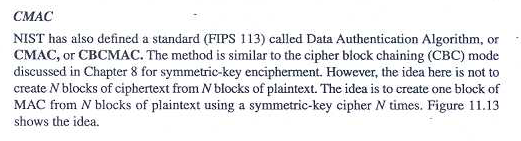 CMAC
NIST has also defined a standard (FIPS 113) called Data Authentication Algorithm, or
CMAC, or CBCMAC. The method is similar to the cipher block chaining (CBC) mode
discussed in Chapter 8 for symmetric-key encipherment. However, the idea here is not to
create N blocks of ciphertext from N blocks of plaintext. The idea is to create one block of
MAC from N blocks of plaintext using a symmetric-key cipher N times. Figure 11.13
shows the idea.